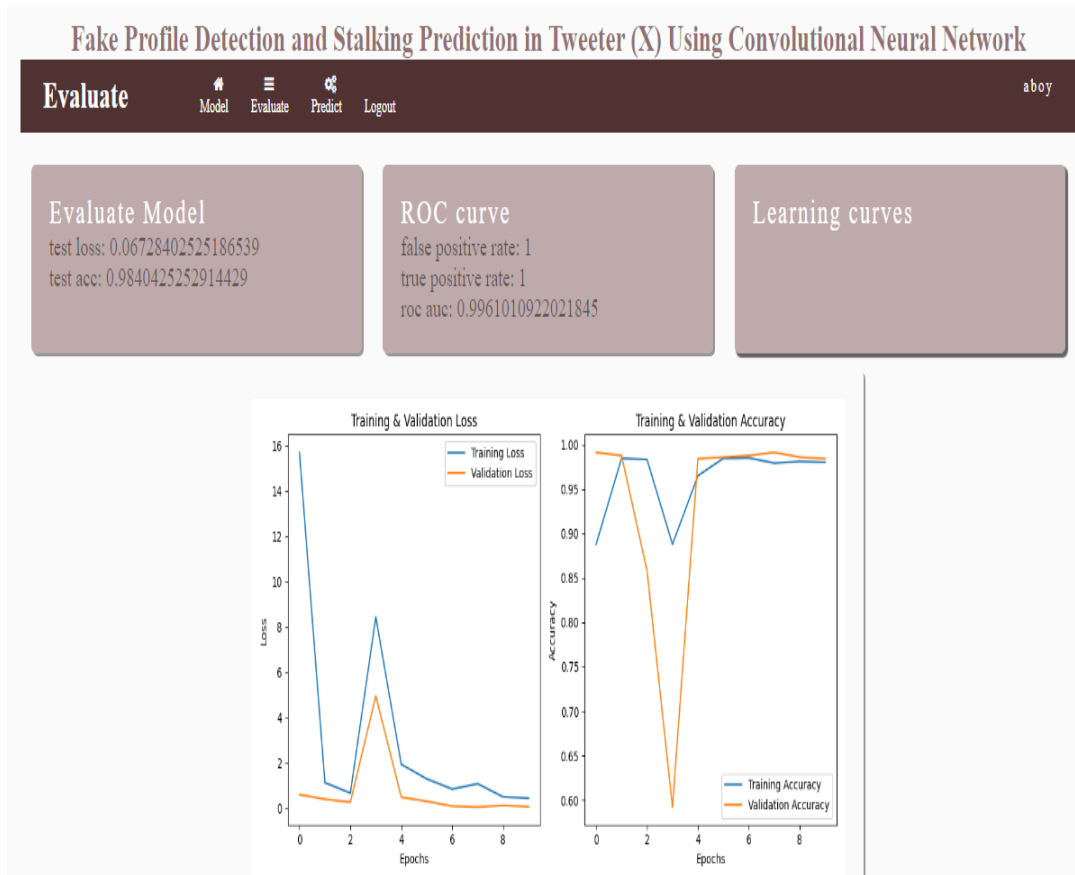 Fake Profile Detection and Stalking Prediction in Tweeter (X) Using Convolutional Neural Network
Evaluate
Model
Evaluate
Predict
Logout
aboy
Evaluate Model
test loss: 0.06728402525186539
test acc: 0.9840425252914429
ROC curve
false positive rate: 1
true positive rate: 1
roc auc: 0.9961010922021845
Learning curves
Training & Validation Loss
Training Loss
Validation Loss
16
14
12
10
8
6
4
2
0
Loss
0 2 4 6 8
Epochs
Training & Validation Accuracy
1.00
0.95
0.90
0.85
0.80
0.75
0.70
0.65
0.60
Accuracy
Training Accuracy
Validation Accuracy
0 2 4 6 8
Epochs